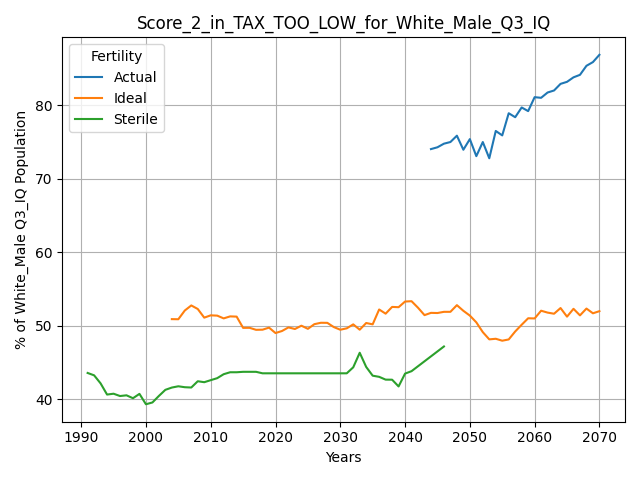 Score_2_in_TAX_TOO_LOW_for_White_Male_Q3_IQ
Fertility
Actual
Ideal
Sterile
% of White_Male Q3_IQ Population
80
70
60
50
40
1990
2000
2010
2020
2030
2040
2050
2060
2070
Years